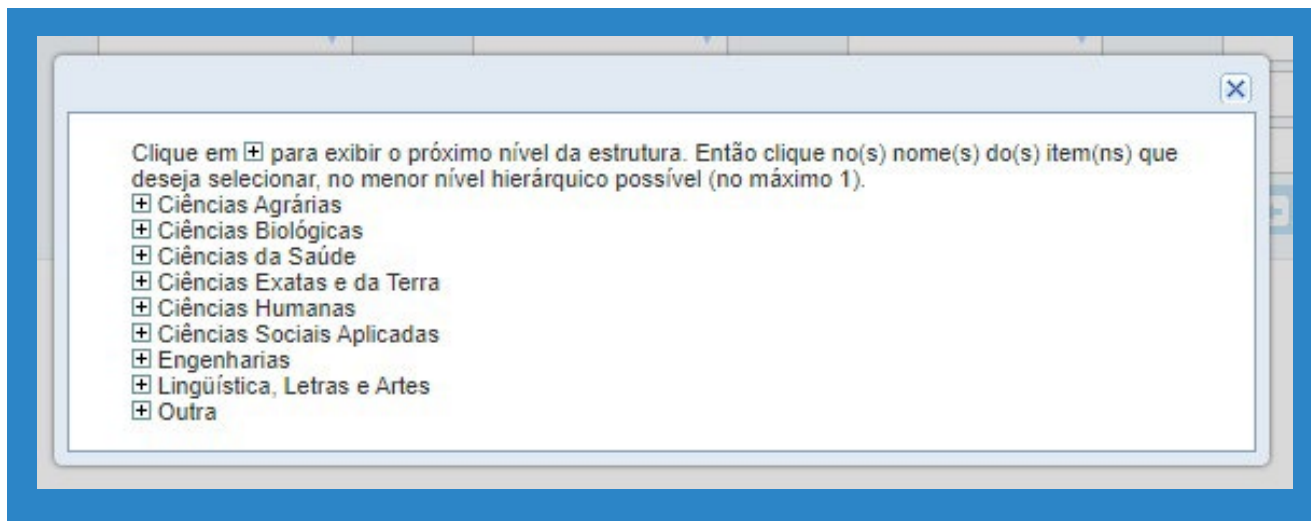 Clique em + para exibir o próximo nível da estrutura. Então clique no(s) nome(s) do(s) item(ns) que
deseja selecionar, no menor nível hierárquico possível (no máximo 1).
+ Ciências Agrárias
+ Ciências Biológicas
+ Ciências da Saúde
+ Ciências Exatas e da Terra
+ Ciências Humanas
+ Ciências Sociais Aplicadas
+ Engenharias
+ Lingüística, Letras e Artes
+ Outra